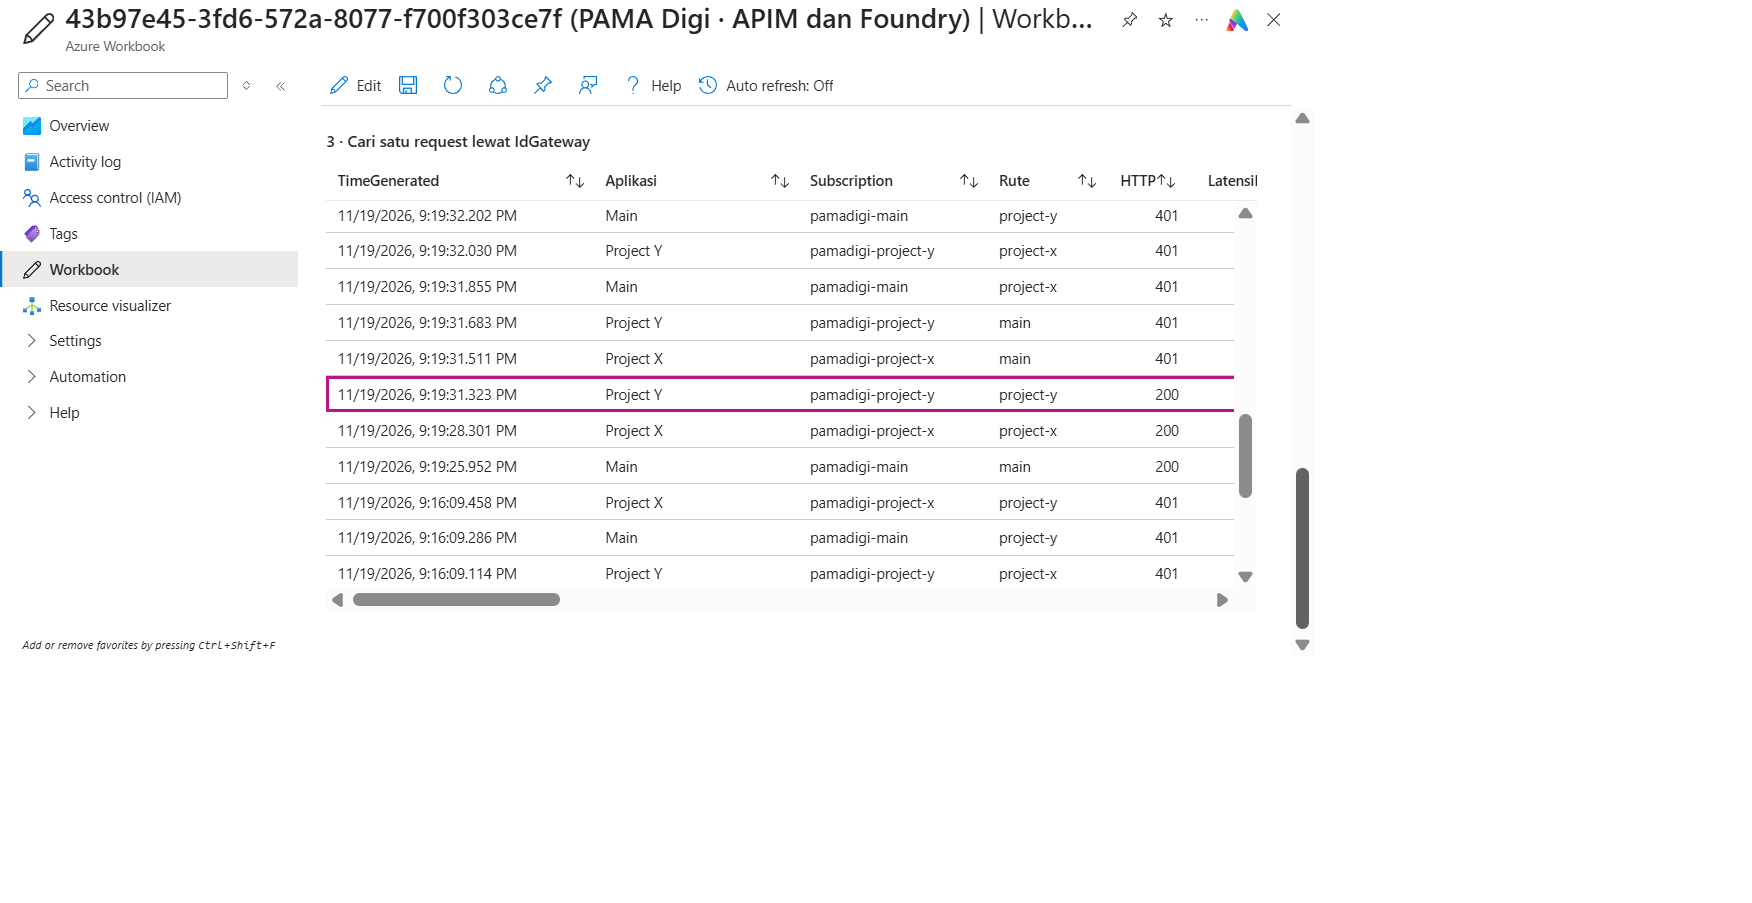 43b97e45-3fd6-572a-8077-f700f303ce7f (PAMA Digi · APIM dan Foundry) | Workb...
Azure Workbook
Search
Edit
Help
Auto refresh: Off
Overview
Activity log
Access control (IAM)
Tags
Workbook
Resource visualizer
Settings
Automation
Help
Add or remove favorites by pressing Ctrl+Shift+F
3 · Cari satu request lewat IdGateway
TimeGenerated Aplikasi Subscription Rute HTTP Latensi
11/19/2026, 9:19:32.202 PM Main pamadigi-main project-y 401
11/19/2026, 9:19:32.030 PM Project Y pamadigi-project-y project-x 401
11/19/2026, 9:19:31.855 PM Main pamadigi-main project-x 401
11/19/2026, 9:19:31.683 PM Project Y pamadigi-project-y main 401
11/19/2026, 9:19:31.511 PM Project X pamadigi-project-x main 401
11/19/2026, 9:19:31.323 PM Project Y pamadigi-project-y project-y 200
11/19/2026, 9:19:28.301 PM Project X pamadigi-project-x project-x 200
11/19/2026, 9:19:25.952 PM Main pamadigi-main main 200
11/19/2026, 9:16:09.458 PM Project X pamadigi-project-x project-y 401
11/19/2026, 9:16:09.286 PM Main pamadigi-main project-y 401
11/19/2026, 9:16:09.114 PM Project Y pamadigi-project-y project-x 401